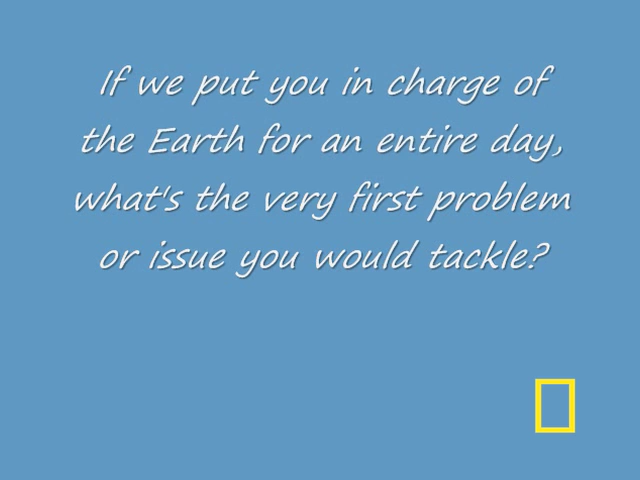 If we put you in charge of
the Earth for an entire day,
what's the very first problem
or issue you would tackle?